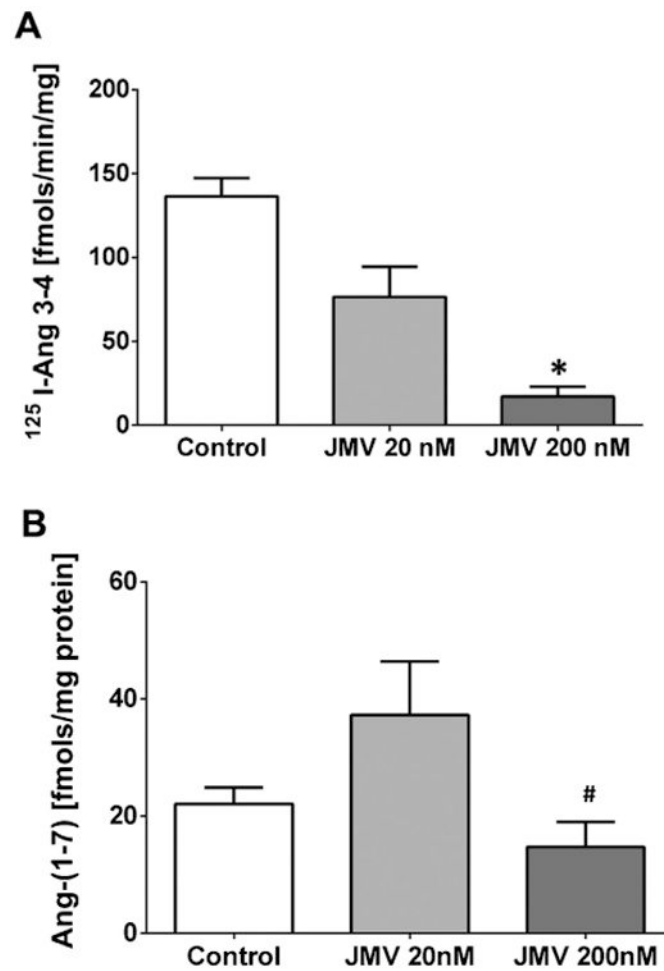 A
¹²⁵ I-Ang 3-4 [fmols/min/mg]
200
150
100
50
0
*
Control JMV 20 nM JMV 200 nM
B
Ang-(1-7) [fmols/mg protein]
60
40
20
0
#
Control JMV 20nM JMV 200nM